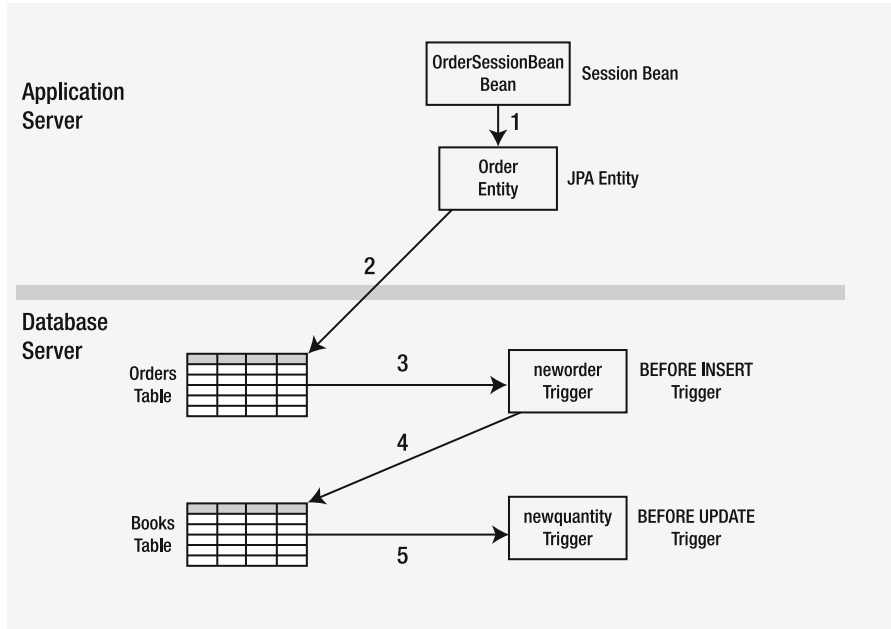 Application
Server
OrderSessionBean
Bean
Session Bean
1
Order
Entity
JPA Entity
2
Database
Server
Orders
Table
3
neworder
Trigger
BEFORE INSERT
Trigger
4
Books
Table
5
newquantity
Trigger
BEFORE UPDATE
Trigger